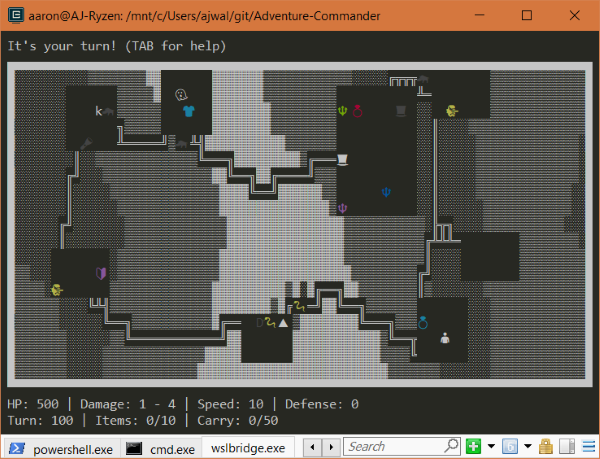 aaron@AJ-Ryzen: /mnt/c/Users/ajwal/git/Adventure-Commander
It's your turn! (TAB for help)
k
HP: 500 | Damage: 1 - 4 | Speed: 10 | Defense: 0
Turn: 100 | Items: 0/10 | Carry: 0/50
powershell.exe cmd.exe wslbridge.exe Search